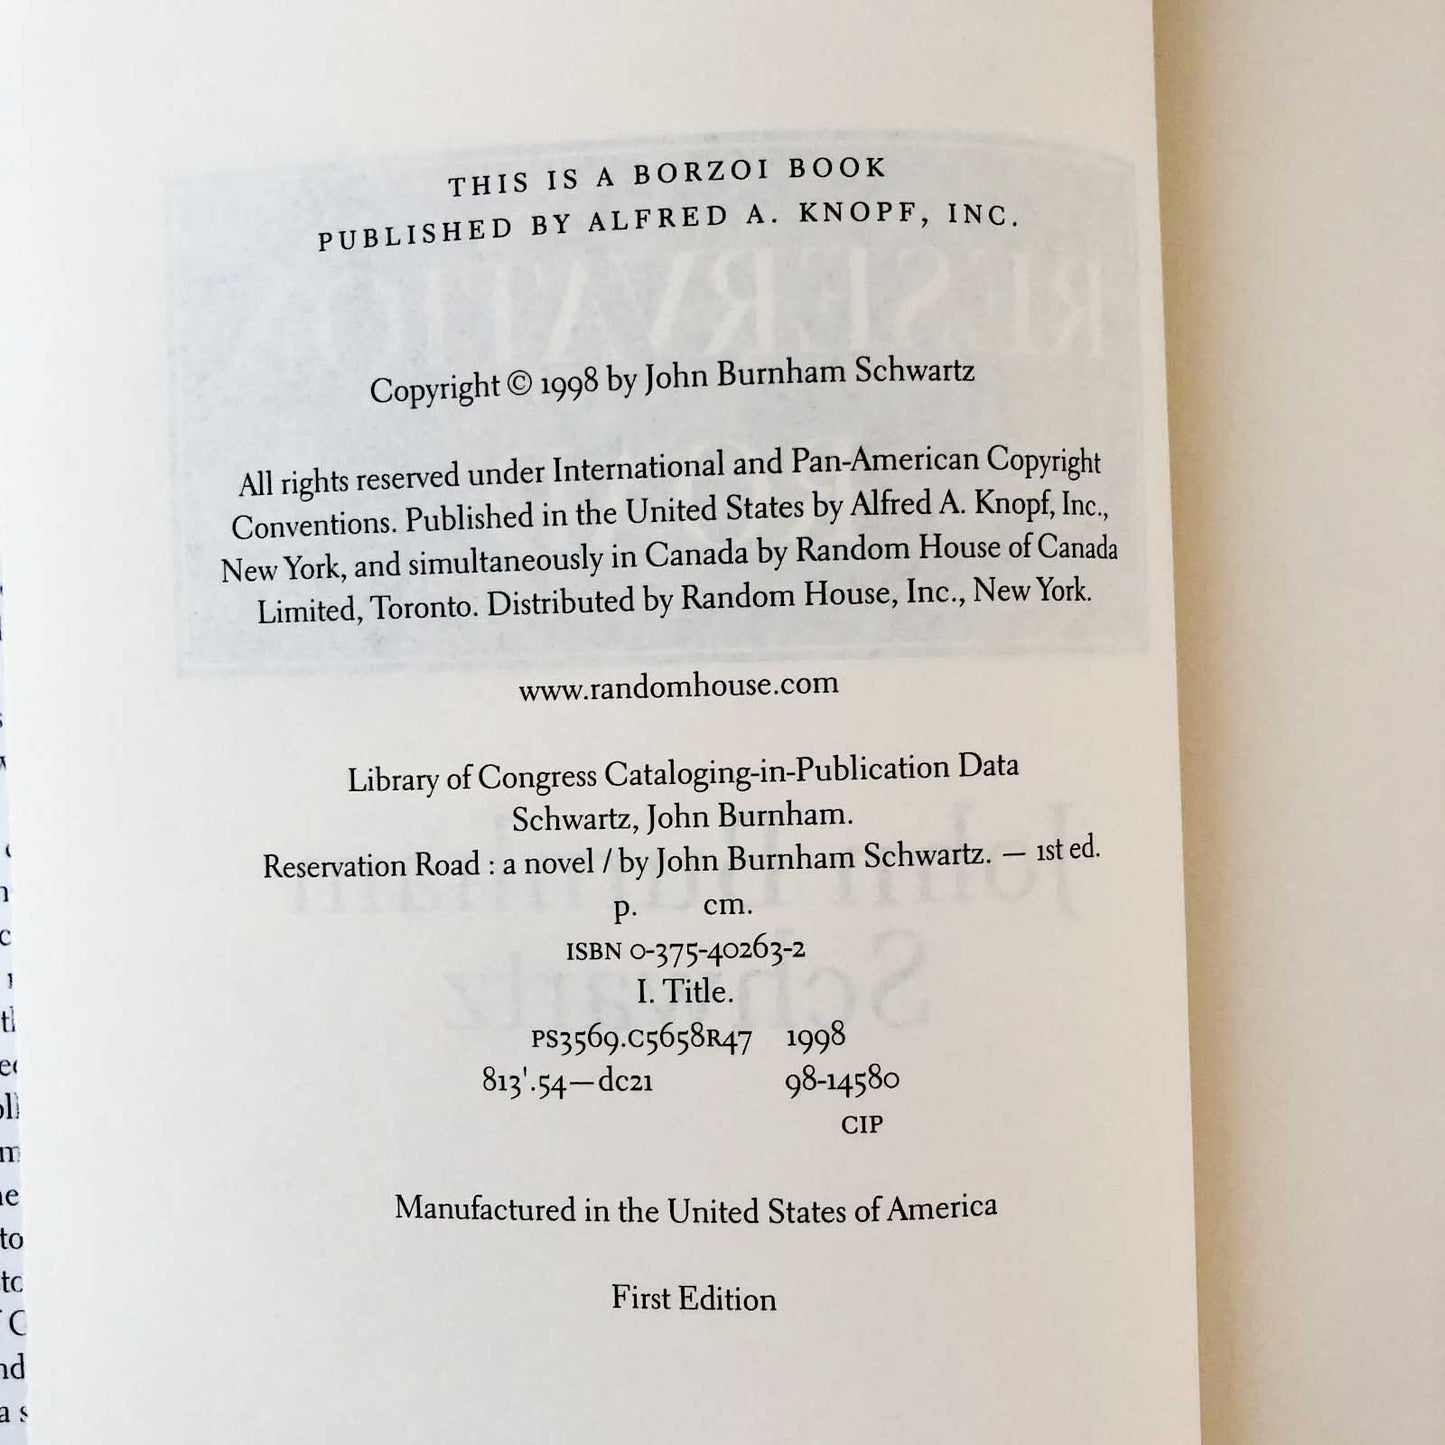 THIS IS A BORZOI BOOK
PUBLISHED BY ALFRED A. KNOPF, INC.
Copyright © 1998 by John Burnham Schwartz
All rights reserved under International and Pan-American Copyright
Conventions. Published in the United States by Alfred A. Knopf, Inc.,
New York, and simultaneously in Canada by Random House of Canada
Limited, Toronto. Distributed by Random House, Inc., New York.
www.randomhouse.com
Library of Congress Cataloging-in-Publication Data
Schwartz, John Burnham.
Reservation Road : a novel / by John Burnham Schwartz. — 1st ed.
p. cm.
ISBN 0-375-40263-2
I. Title.
PS3569.C5658R47 1998
813'.54—dc21 98-14580
CIP
Manufactured in the United States of America
First Edition